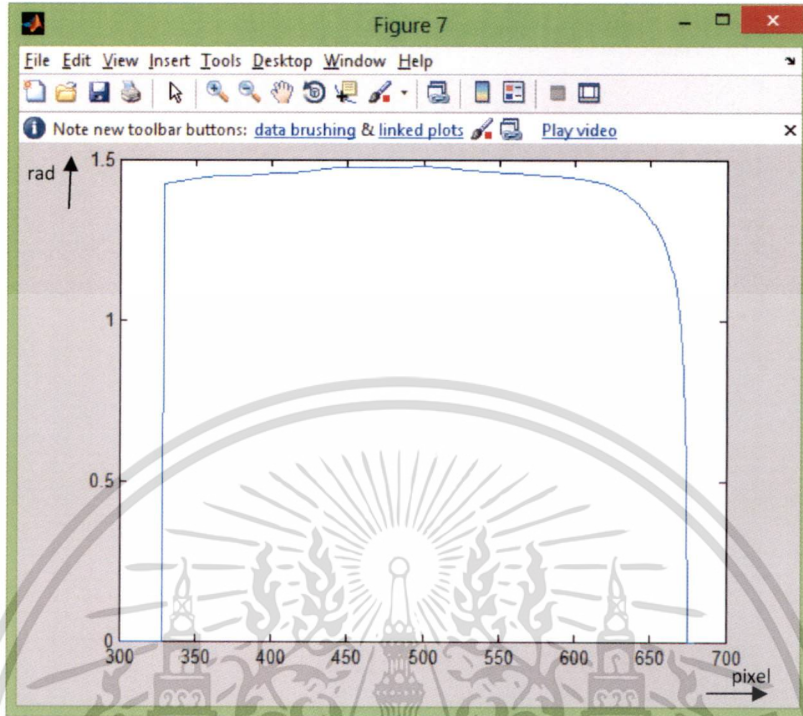 Figure 7
File Edit View Insert Tools Desktop Window Help
Note new toolbar buttons: data brushing & linked plots Play video
rad
1.5
1
0.5
0
300 350 400 450 500 550 600 650 700
pixel